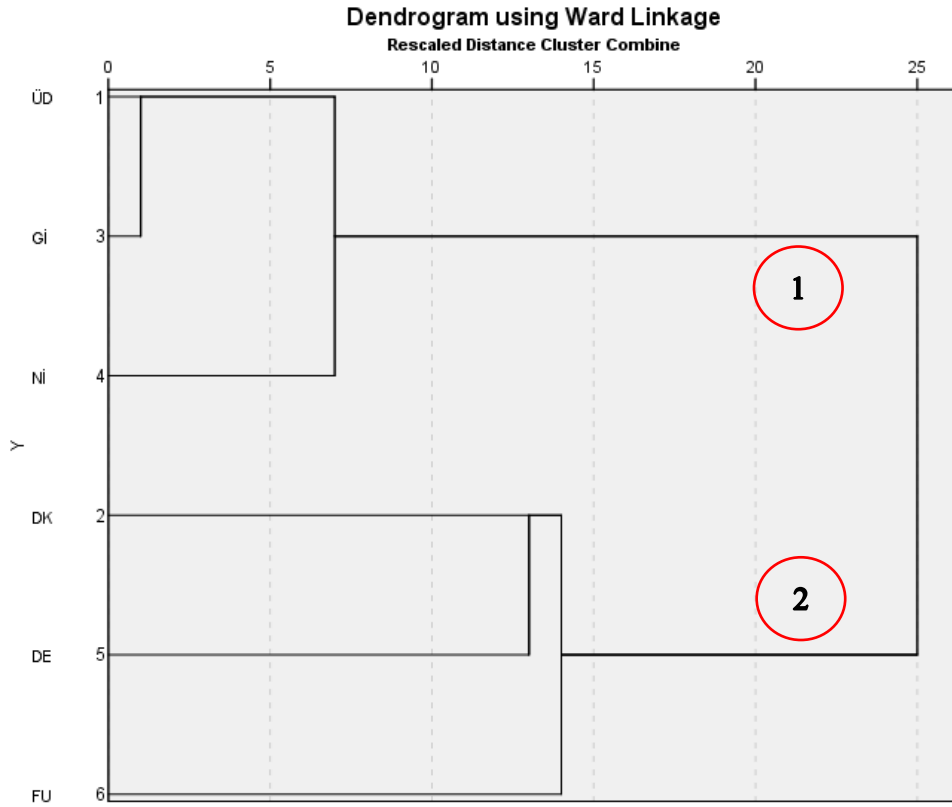 Dendrogram using Ward Linkage
Rescaled Distance Cluster Combine
0 5 10 15 20 25
ÜD 1
Gİ 3
1
Nİ 4
Y
DK 2
2
DE 5
FU 6